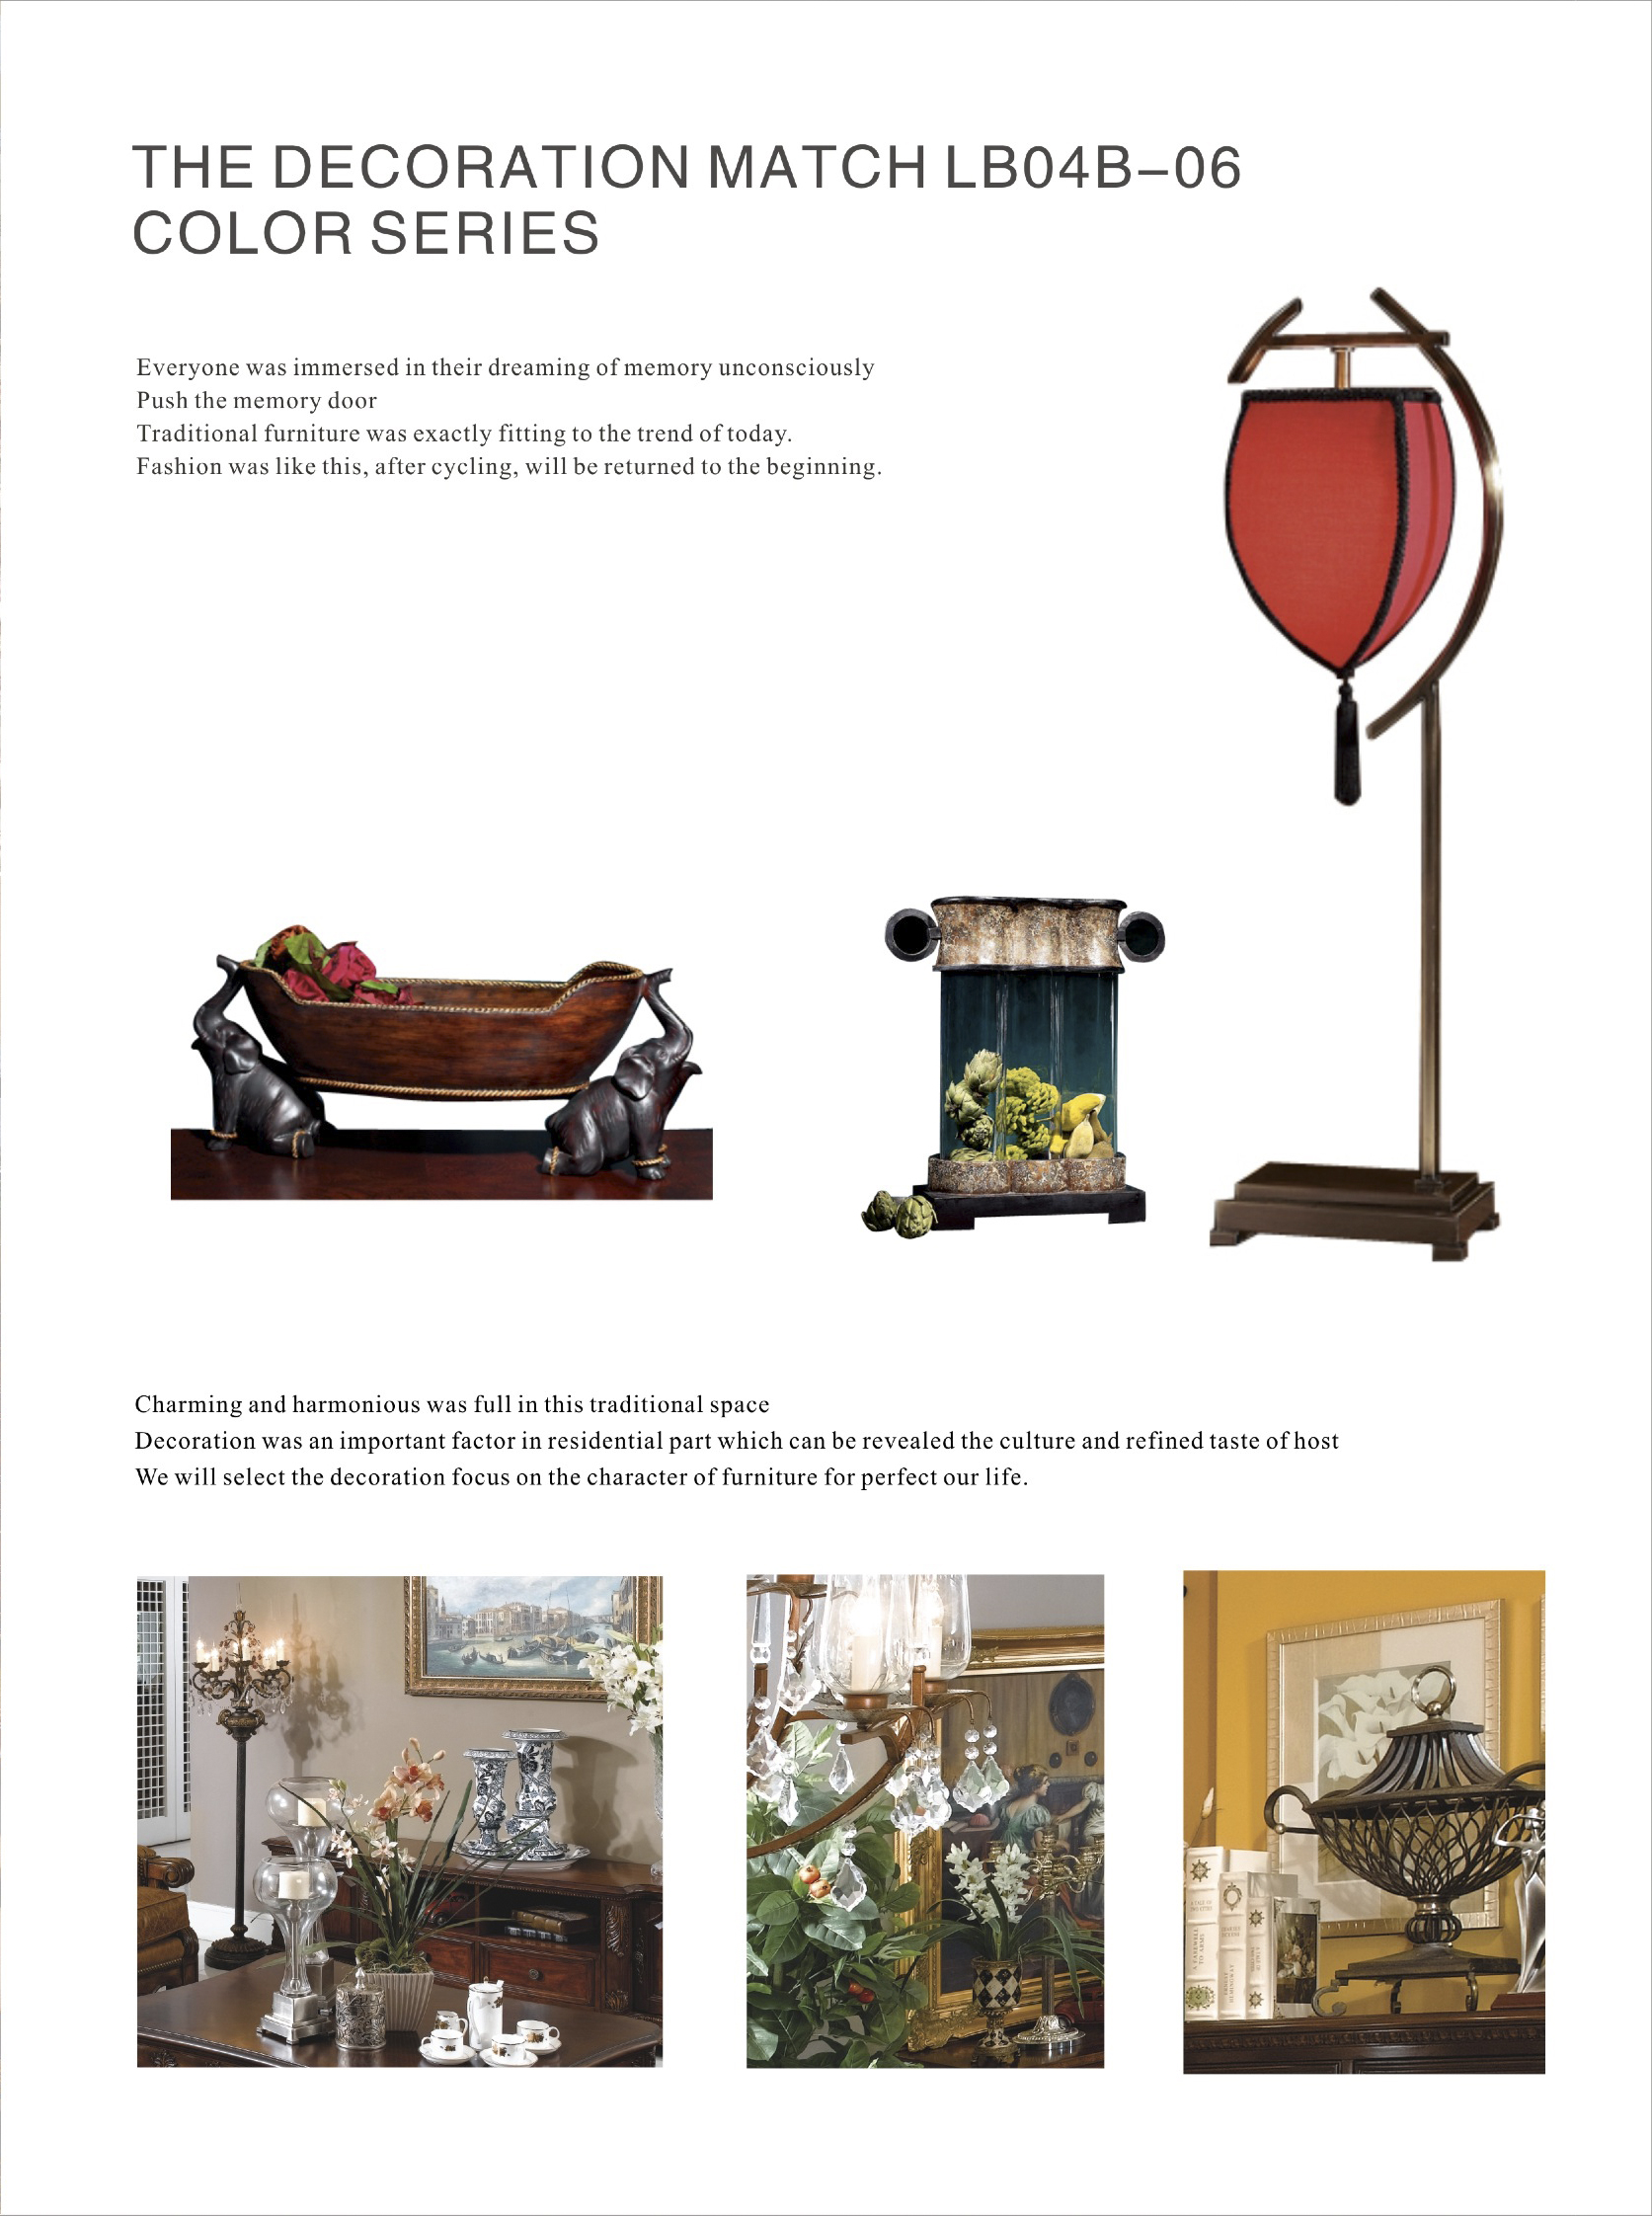 THE DECORATION MATCH LB04B–06
COLOR SERIES
Everyone was immersed in their dreaming of memory unconsciously
Push the memory door
Traditional furniture was exactly fitting to the trend of today.
Fashion was like this, after cycling, will be returned to the beginning.
Charming and harmonious was full in this traditional space
Decoration was an important factor in residential part which can be revealed the culture and refined taste of host
We will select the decoration focus on the character of furniture for perfect our life.